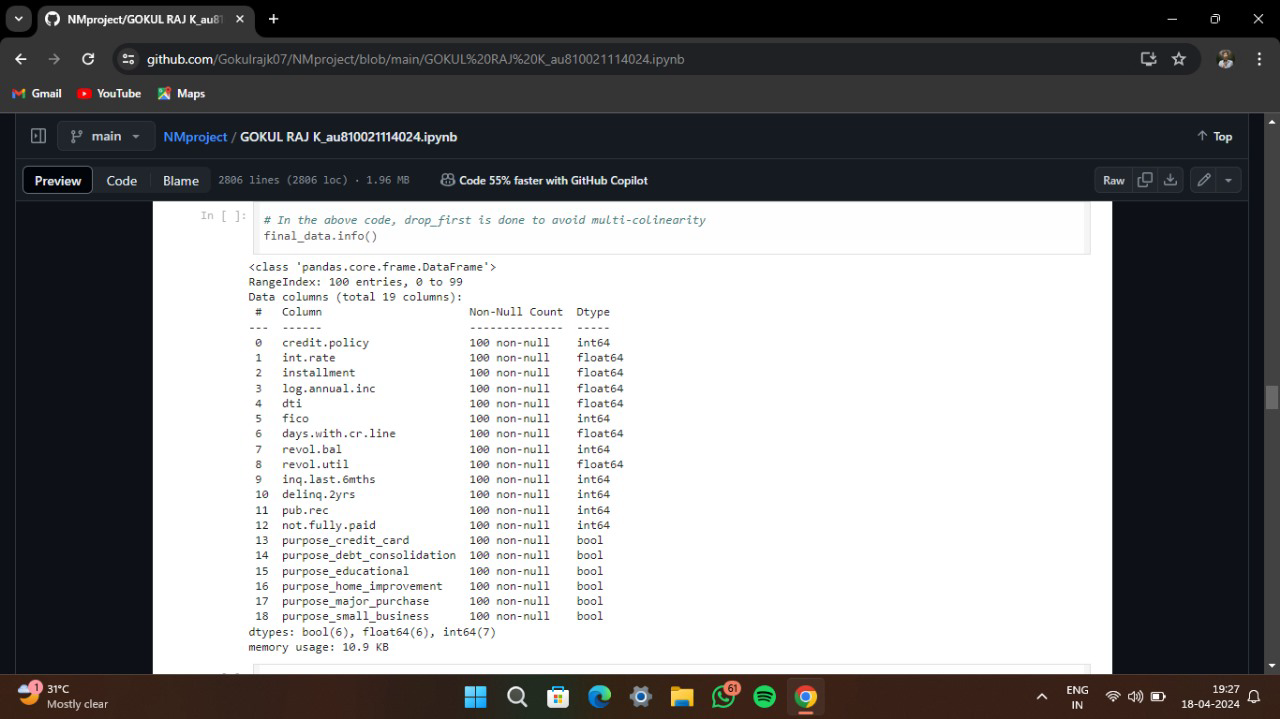 NMproject/GOKUL RAJ K_au81
github.com/Gokulrajk07/NMproject/blob/main/GOKUL%20RAJ%20K_au810021114024.ipynb
Gmail YouTube Maps
main NMproject / GOKUL RAJ K_au810021114024.ipynb Top
Preview Code Blame 2806 lines (2806 loc) · 1.96 MB Code 55% faster with GitHub Copilot Raw
In [ ]: # In the above code, drop_first is done to avoid multi-colinearity
final_data.info()
<class 'pandas.core.frame.DataFrame'>
RangeIndex: 100 entries, 0 to 99
Data columns (total 19 columns):
# Column Non-Null Count Dtype
--- ------ -------------- -----
0 credit.policy 100 non-null int64
1 int.rate 100 non-null float64
2 installment 100 non-null float64
3 log.annual.inc 100 non-null float64
4 dti 100 non-null float64
5 fico 100 non-null int64
6 days.with.cr.line 100 non-null float64
7 revol.bal 100 non-null int64
8 revol.util 100 non-null float64
9 inq.last.6mths 100 non-null int64
10 delinq.2yrs 100 non-null int64
11 pub.rec 100 non-null int64
12 not.fully.paid 100 non-null int64
13 purpose_credit_card 100 non-null bool
14 purpose_debt_consolidation 100 non-null bool
15 purpose_educational 100 non-null bool
16 purpose_home_improvement 100 non-null bool
17 purpose_major_purchase 100 non-null bool
18 purpose_small_business 100 non-null bool
dtypes: bool(6), float64(6), int64(7)
memory usage: 10.9 KB
1 31°C 61 ENG 19:27
Mostly clear IN 18-04-2024